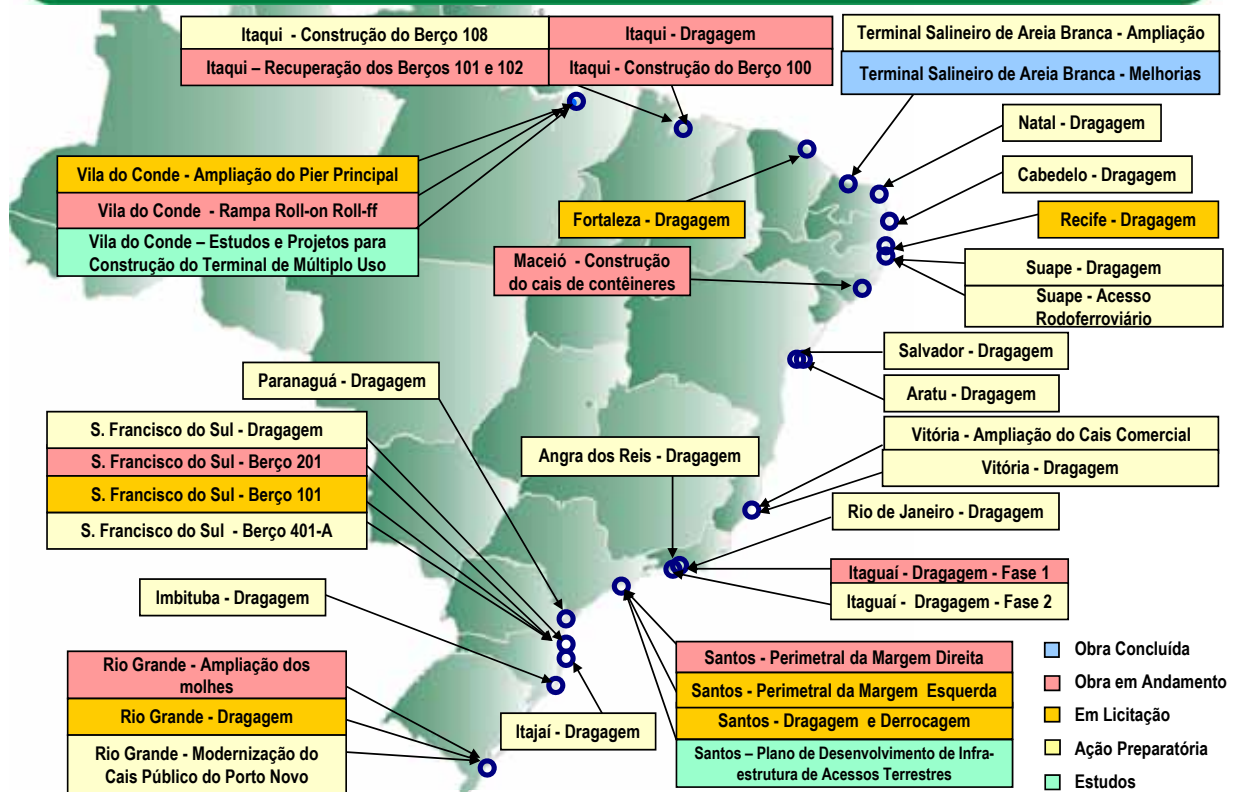 Itaqui - Construção do Berço 108
Itaqui - Dragagem
Terminal Salineiro de Areia Branca - Ampliação
Itaqui – Recuperação dos Berços 101 e 102
Itaqui - Construção do Berço 100
Terminal Salineiro de Areia Branca - Melhorias
Natal - Dragagem
Vila do Conde - Ampliação do Pier Principal
Cabedelo - Dragagem
Vila do Conde - Rampa Roll-on Roll-ff
Fortaleza - Dragagem
Recife - Dragagem
Vila do Conde – Estudos e Projetos para
Construção do Terminal de Múltiplo Uso
Maceió - Construção
do cais de contêineres
Suape - Dragagem
Suape - Acesso
Rodoferroviário
Salvador - Dragagem
Paranaguá - Dragagem
Aratu - Dragagem
S. Francisco do Sul - Dragagem
S. Francisco do Sul - Berço 201
S. Francisco do Sul - Berço 101
S. Francisco do Sul - Berço 401-A
Angra dos Reis - Dragagem
Vitória - Ampliação do Cais Comercial
Vitória - Dragagem
Rio de Janeiro - Dragagem
Itaguaí - Dragagem - Fase 1
Itaguaí - Dragagem - Fase 2
Imbituba - Dragagem
Rio Grande - Ampliação dos
molhes
Rio Grande - Dragagem
Rio Grande - Modernização do
Cais Público do Porto Novo
Itajaí - Dragagem
Santos - Perimetral da Margem Direita
Santos - Perimetral da Margem Esquerda
Santos - Dragagem e Derrocagem
Santos – Plano de Desenvolvimento de Infra-
estrutura de Acessos Terrestres
Obra Concluída
Obra em Andamento
Em Licitação
Ação Preparatória
Estudos